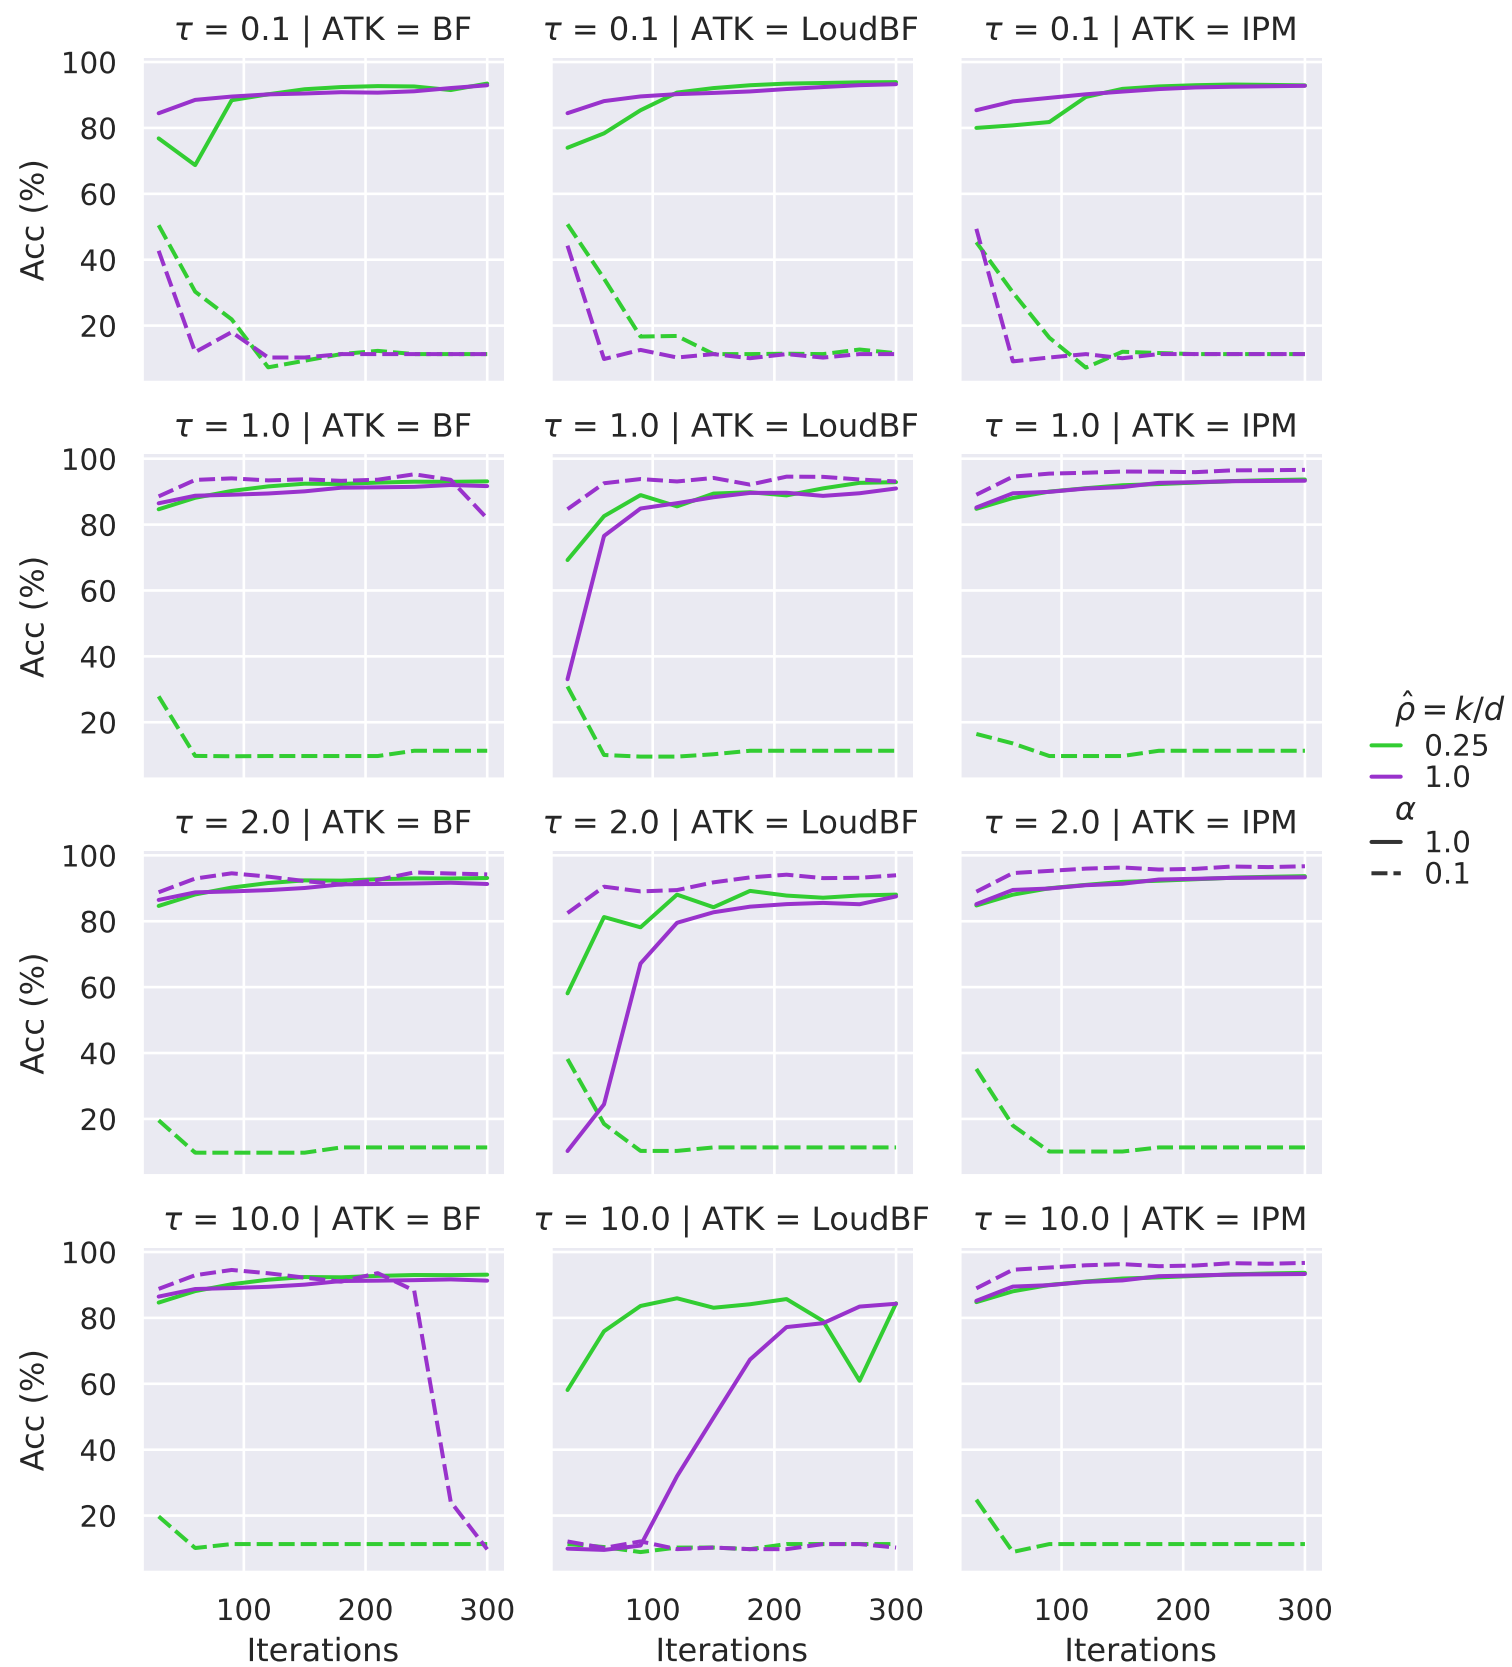 τ = 0.1 | ATK = BF
τ = 0.1 | ATK = LoudBF
τ = 0.1 | ATK = IPM
100
80
60
40
20
Acc (%)
τ = 1.0 | ATK = BF
τ = 1.0 | ATK = LoudBF
τ = 1.0 | ATK = IPM
100
80
60
40
20
Acc (%)
τ = 2.0 | ATK = BF
τ = 2.0 | ATK = LoudBF
τ = 2.0 | ATK = IPM
100
80
60
40
20
Acc (%)
τ = 10.0 | ATK = BF
τ = 10.0 | ATK = LoudBF
τ = 10.0 | ATK = IPM
100
80
60
40
20
Acc (%)
100 200 300
Iterations
100 200 300
Iterations
100 200 300
Iterations
ρ̂ = k/d
0.25
1.0
α
1.0
0.1